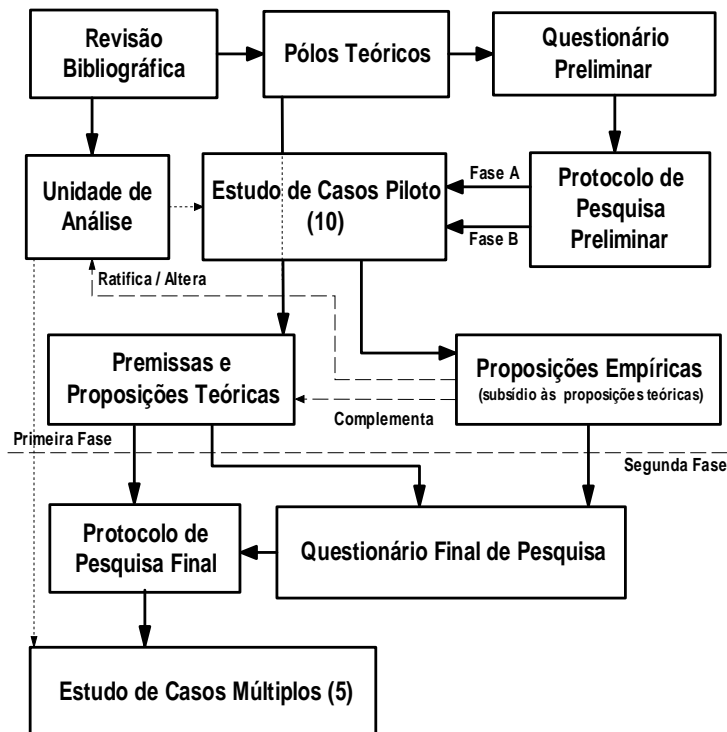 Revisão
Bibliográfica
Pólos Teóricos
Questionário
Preliminar
Unidade de
Análise
Estudo de Casos Piloto
(10)
Fase A
Fase B
Protocolo de
Pesquisa
Preliminar
Ratifica / Altera
Premissas e
Proposições Teóricas
Proposições Empíricas
(subsídio às proposições teóricas)
Complementa
Primeira Fase
Segunda Fase
Protocolo de
Pesquisa Final
Questionário Final de Pesquisa
Estudo de Casos Múltiplos (5)